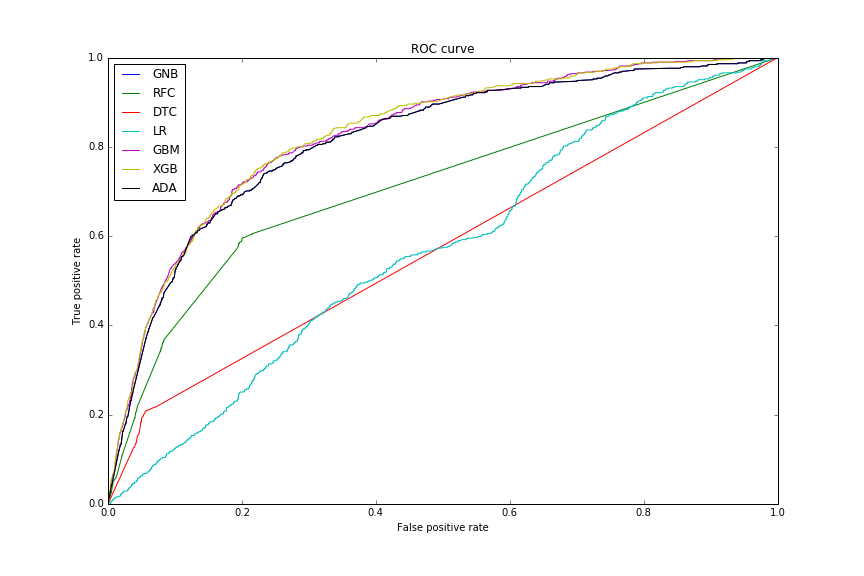 ROC curve
1.0
GNB
RFC
DTC
LR
GBM
XGB
ADA
0.8
0.6
True positive rate
0.4
0.2
0.0
0.0 0.2 0.4 0.6 0.8 1.0
False positive rate